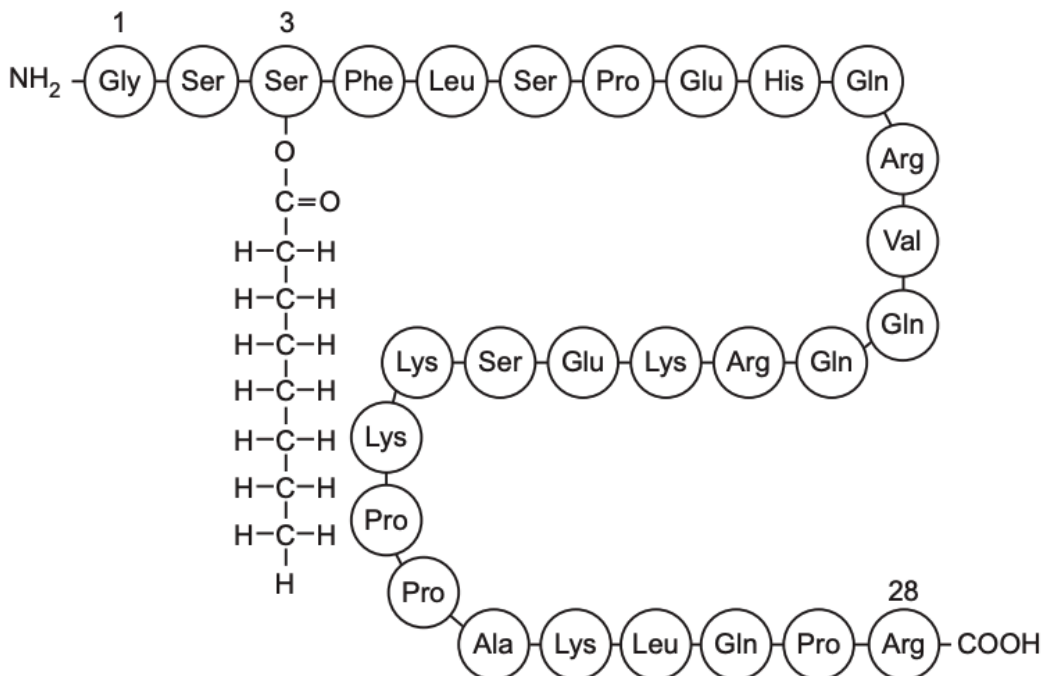 1 3
NH2 Gly Ser Ser Phe Leu Ser Pro Glu His Gln
O
Arg
C=O
Val
H-C-H
H-C-H
Gln
H-C-H
Lys Ser Glu Lys Arg Gln
H-C-H
H-C-H Lys
H-C-H
Pro
H-C-H
H
Pro
28
Ala Lys Leu Gln Pro Arg COOH